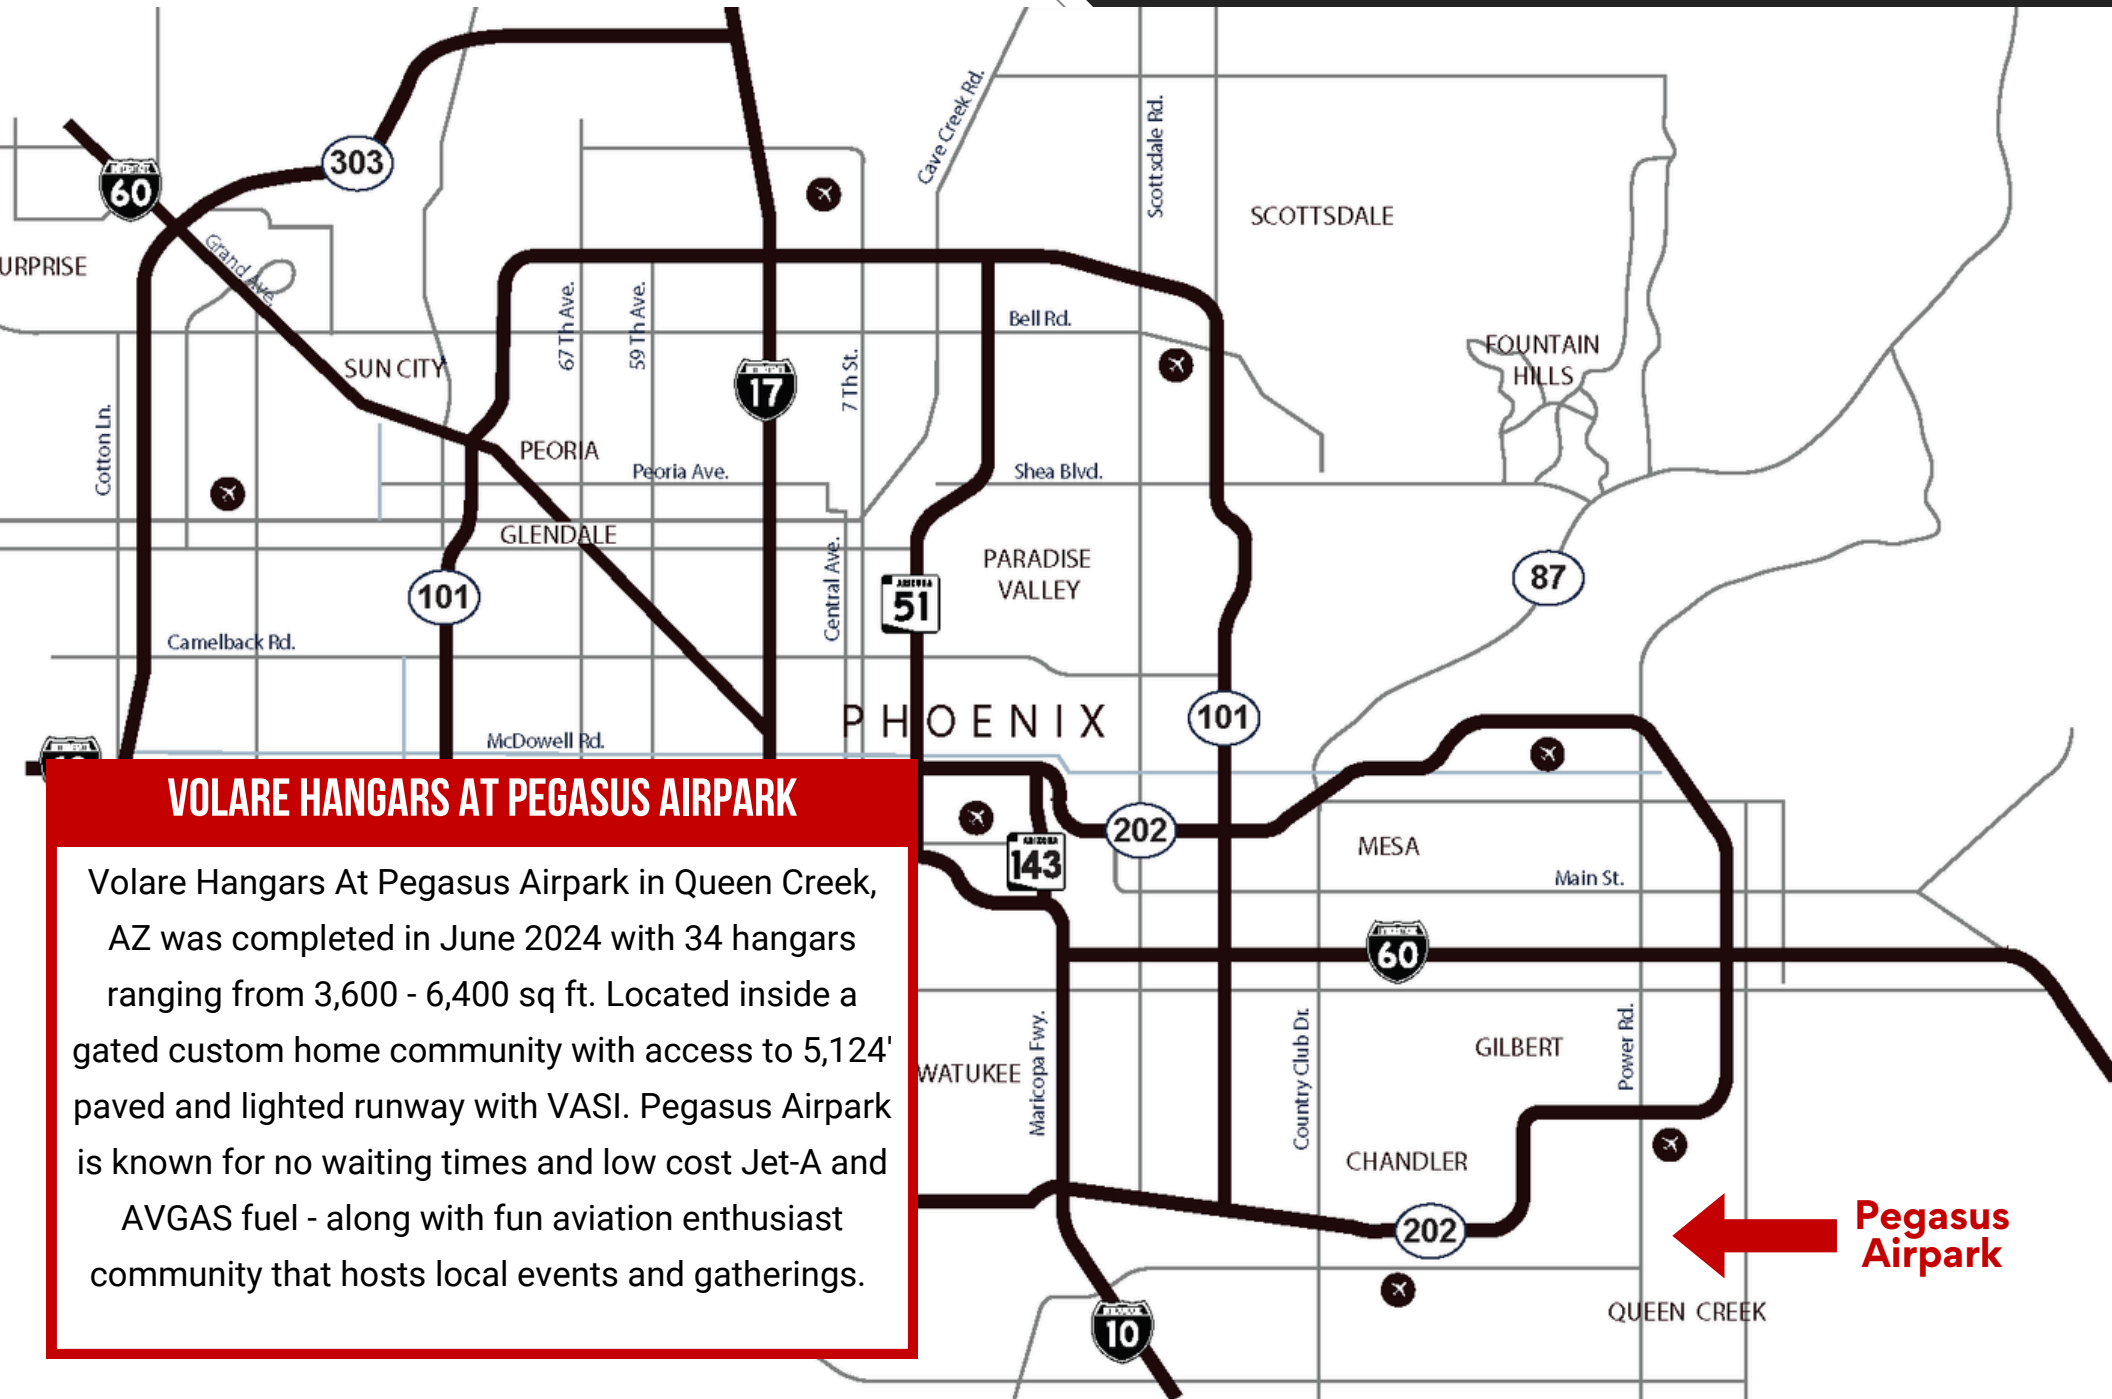 Cave Creek Rd.
Scottsdale Rd.
303
60
SCOTTSDALE
URPRISE
Grand Ave.
67 Th Ave.
59 Th Ave.
Bell Rd.
FOUNTAIN
HILLS
SUN CITY
17
7 Th St.
Cotton Ln.
PEORIA
Peoria Ave.
Shea Blvd.
GLENDALE
PARADISE
VALLEY
87
101
ARIZONA
51
Central Ave.
Camelback Rd.
PHOENIX
101
McDowell Rd.
VOLARE HANGARS AT PEGASUS AIRPARK
Volare Hangars At Pegasus Airpark in Queen Creek,
AZ was completed in June 2024 with 34 hangars
ranging from 3,600 - 6,400 sq ft. Located inside a
gated custom home community with access to 5,124'
paved and lighted runway with VASI. Pegasus Airpark
is known for no waiting times and low cost Jet-A and
AVGAS fuel - along with fun aviation enthusiast
community that hosts local events and gatherings.
202
ARIZONA
143
MESA
Main St.
60
Maricopa Fwy.
Country Club Dr.
Power Rd.
GILBERT
WATUKEE
CHANDLER
202
Pegasus
Airpark
10
QUEEN CREEK